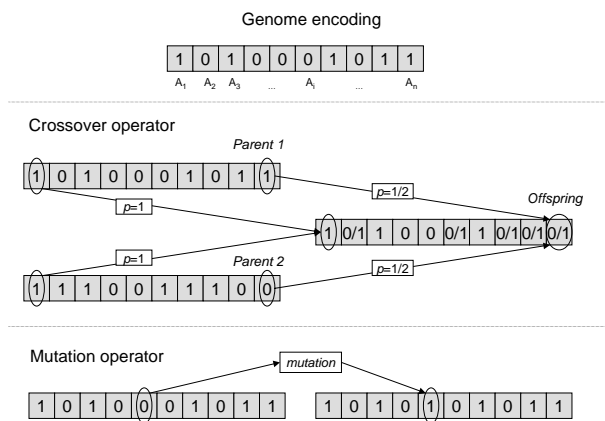 Genome encoding
1 0 1 0 0 0 1 0 1 1
A1 A2 A3 ... Ai ... An
Crossover operator
Parent 1
1 0 1 0 0 0 1 0 1 1
p=1/2
Offspring
p=1
1 0/1 1 0 0 0/1 1 0/1 0/1 0/1
p=1
Parent 2
p=1/2
1 1 1 0 0 1 1 1 0 0
Mutation operator
mutation
1 0 1 0 0 0 1 0 1 1
1 0 1 0 1 0 1 0 1 1